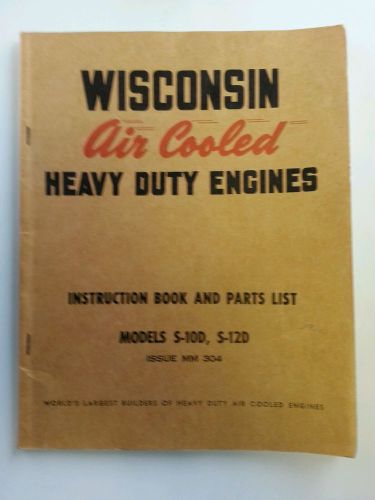 WISCONSIN
Air Cooled
HEAVY DUTY ENGINES
INSTRUCTION BOOK AND PARTS LIST
MODELS S-10D, S-12D
ISSUE MM 304
WORLD'S LARGEST BUILDERS OF HEAVY DUTY AIR COOLED ENGINES